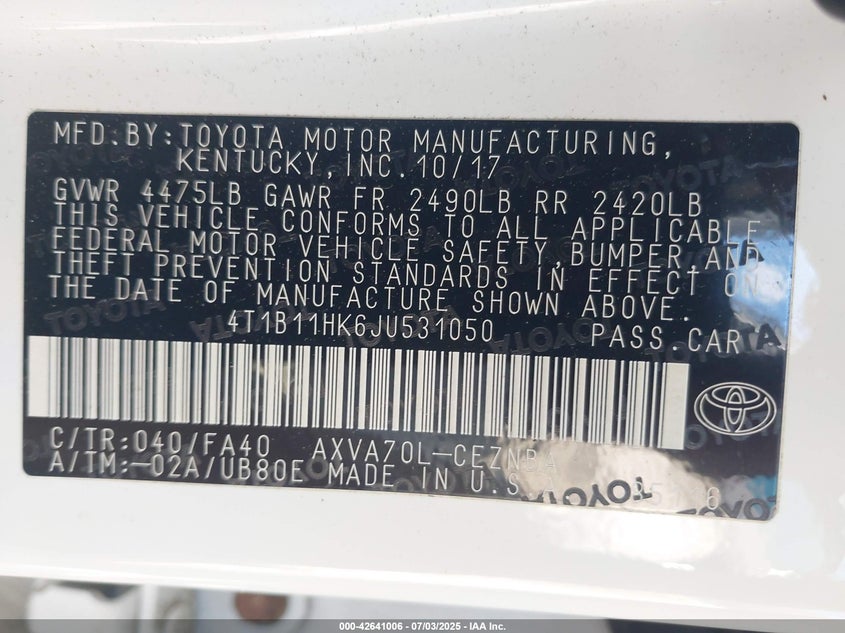 MFD.BY:TOYOTA MOTOR MANUFACTURING,
KENTUCKY,INC.10/17
GVWR 4475LB GAWR FR 2490LB RR 2420LB
THIS VEHICLE CONFORMS TO ALL APPLICABLE
FEDERAL MOTOR VEHICLE SAFETY,BUMPER,AND
THEFT PREVENTION STANDARDS IN EFFECT ON
THE DATE OF MANUFACTURE SHOWN ABOVE.
4T1B11HK6JU531050 PASS.CAR
C/TR:040/FA40 AXVA70L-CEZNBA
A/TM:-02A/UB80E MADE IN U.S.A
TOYOTA
000-42641006 - 07/03/2025 - IAA Inc.